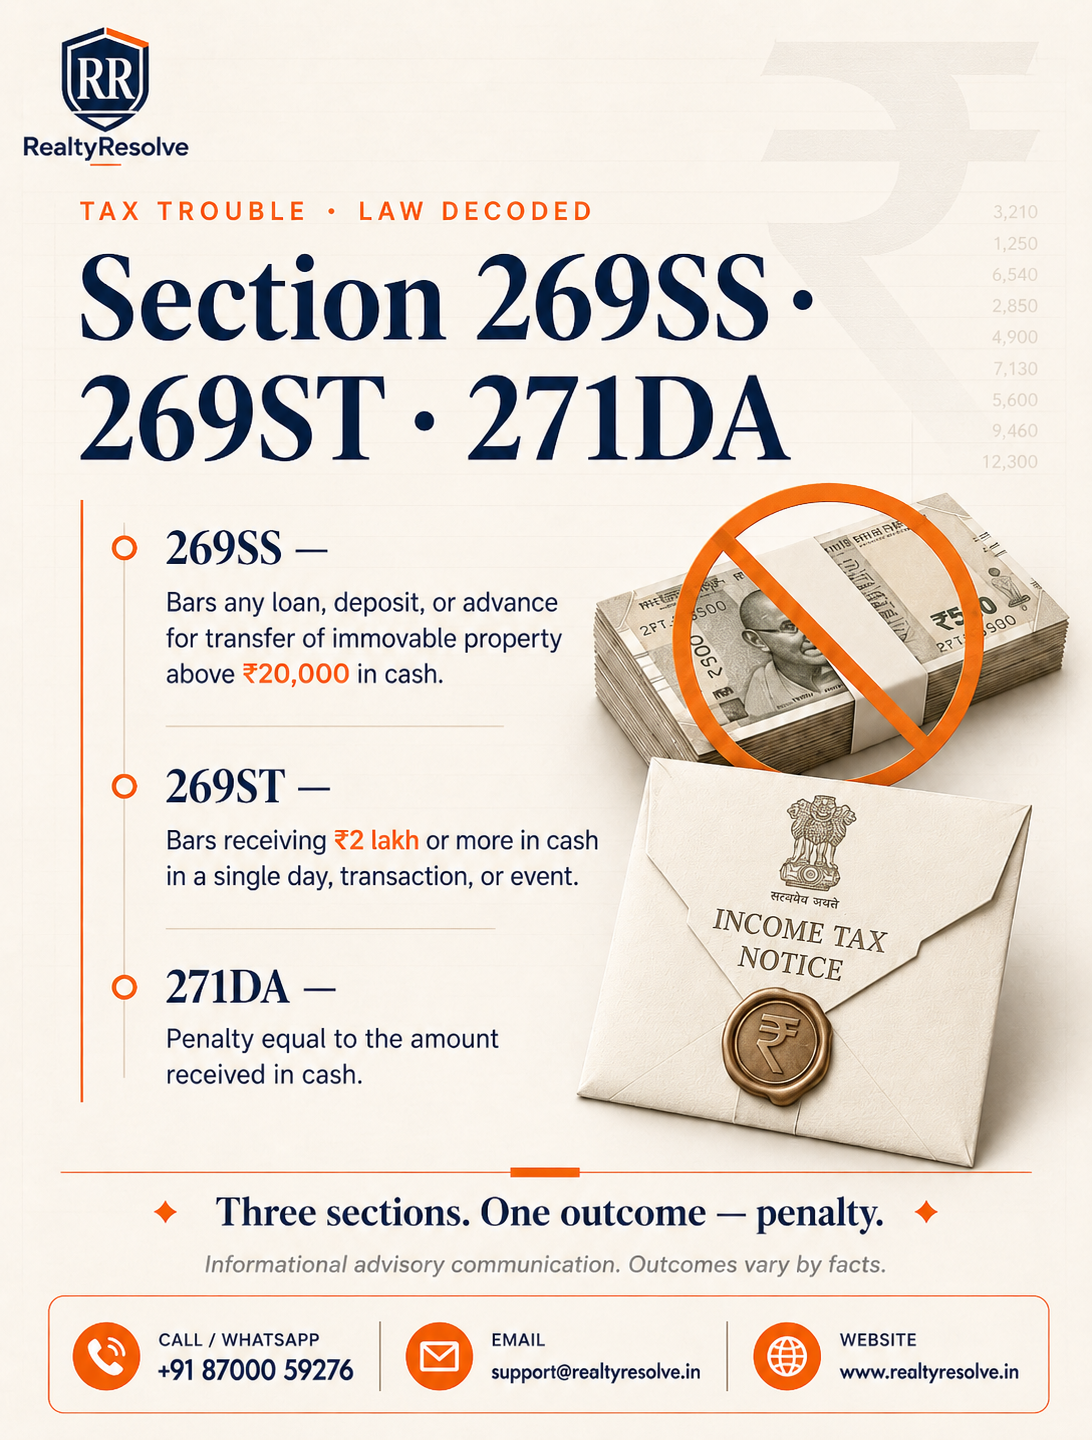 RR
RealtyResolve
TAX TROUBLE • LAW DECODED
Section 269SS •
269ST • 271DA
3,210
1,250
6,540
2,850
4,900
7,130
5,600
9,460
12,300
269SS —
Bars any loan, deposit, or advance
for transfer of immovable property
above ₹20,000 in cash.
269ST —
Bars receiving ₹2 lakh or more in cash
in a single day, transaction, or event.
271DA —
Penalty equal to the amount
received in cash.
₹500
सत्यमेव जयते
INCOME TAX
NOTICE
₹
Three sections. One outcome — penalty.
Informational advisory communication. Outcomes vary by facts.
CALL / WHATSAPP
+91 87000 59276
EMAIL
support@realtyresolve.in
WEBSITE
www.realtyresolve.in